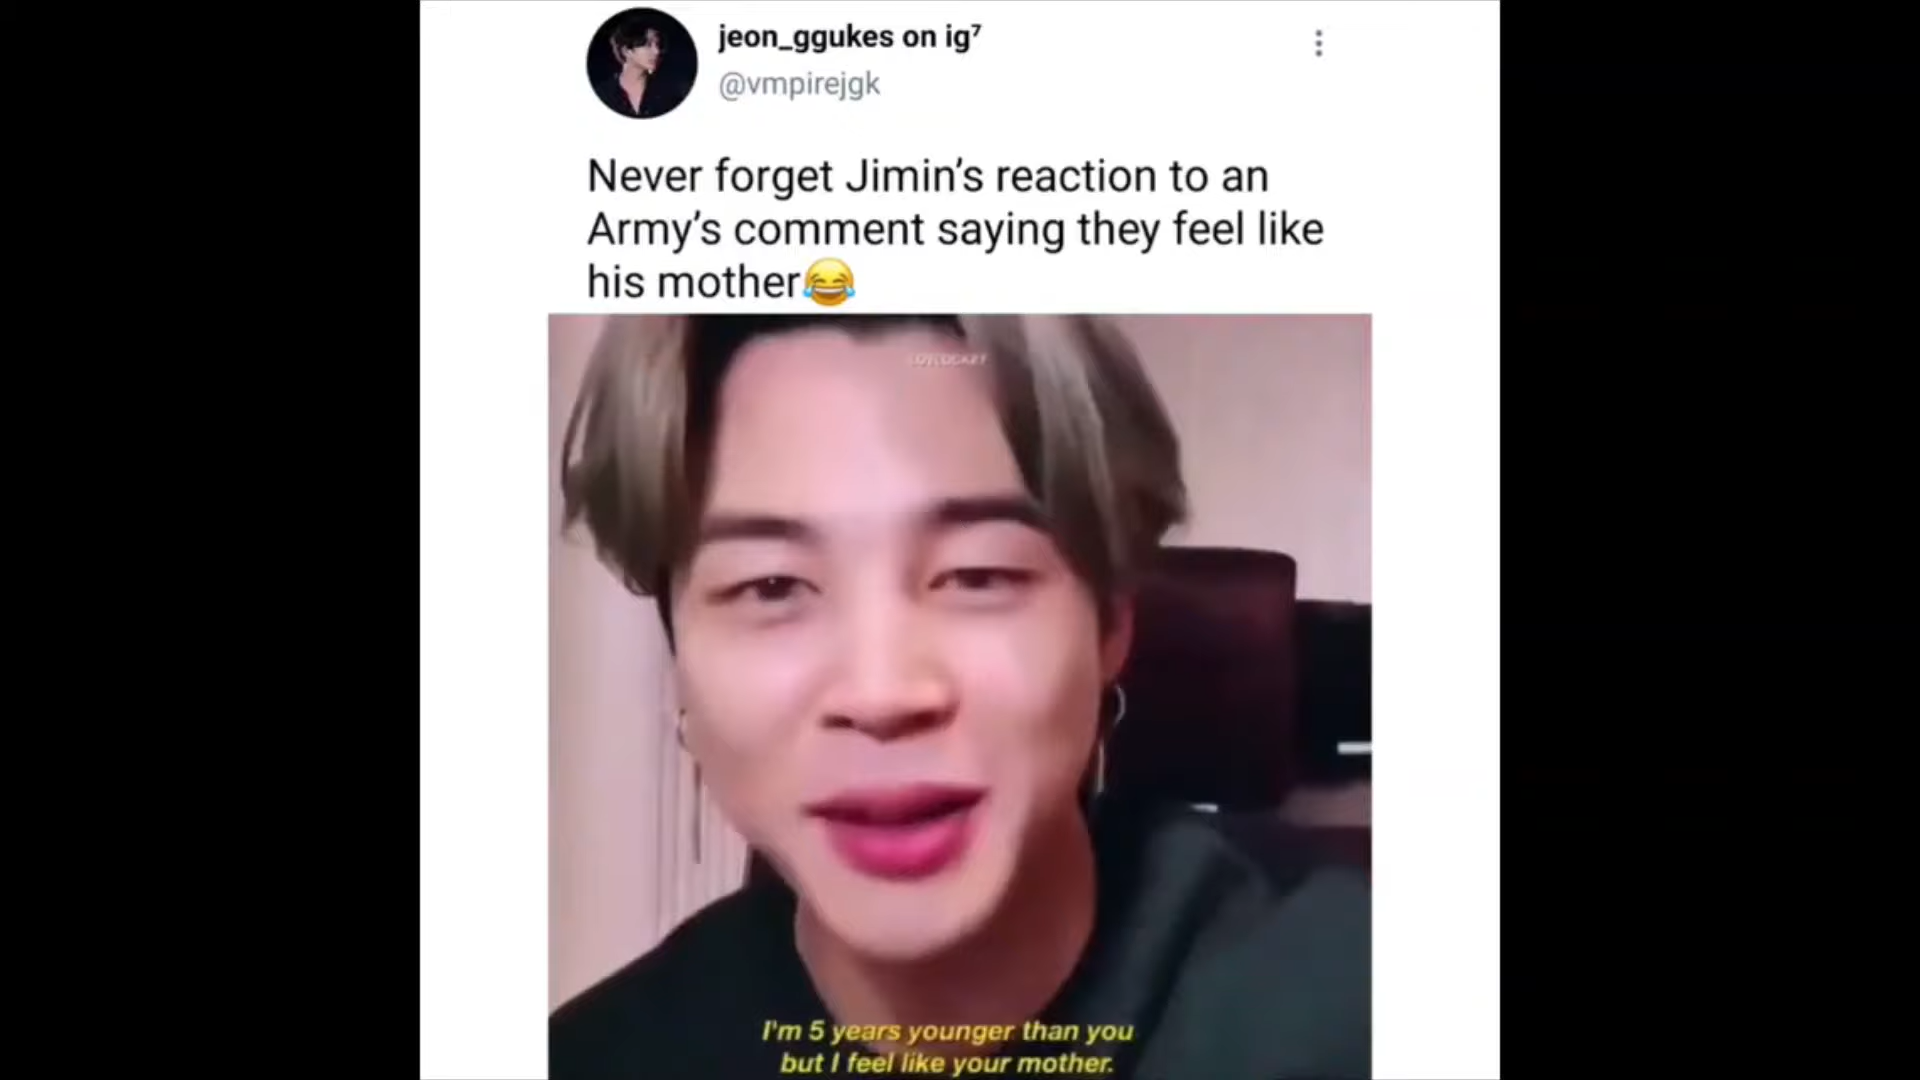 jeon_ggukes on ig⁷
@vmpirejgk
Never forget Jimin’s reaction to an
Army’s comment saying they feel like
his mother😂
I'm 5 years younger than you
but I feel like your mother.